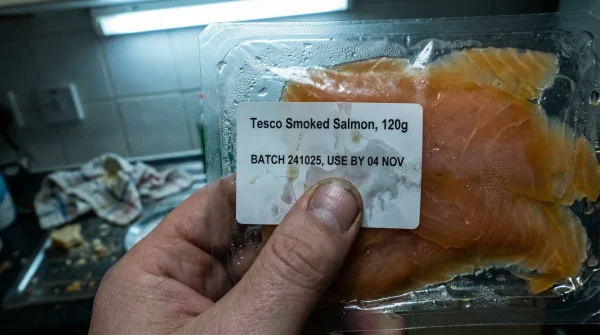 Tesco Smoked Salmon, 120g
BATCH 241025, USE BY 04 NOV